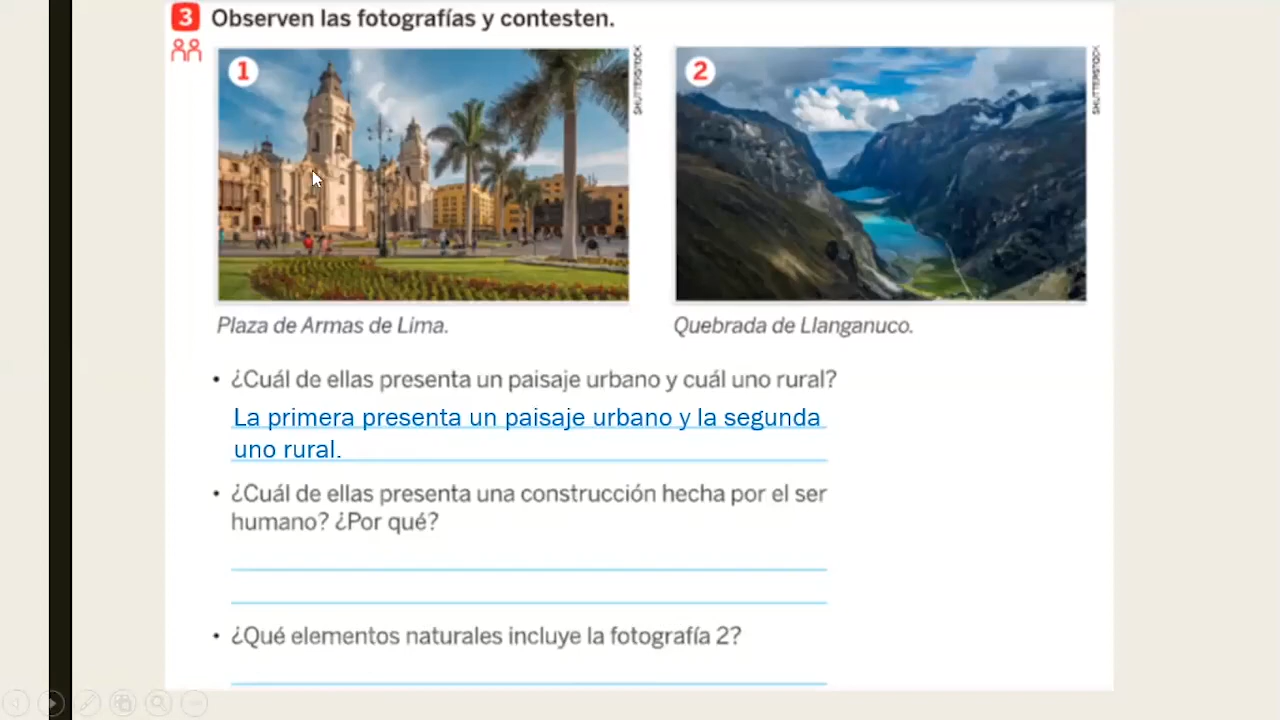 3 Observen las fotografías y contesten.
1
SHUTTERSTOCK
2
SHUTTERSTOCK
Plaza de Armas de Lima.
Quebrada de Llanganuco.
• ¿Cuál de ellas presenta un paisaje urbano y cuál uno rural?
La primera presenta un paisaje urbano y la segunda
uno rural.
• ¿Cuál de ellas presenta una construcción hecha por el ser
humano? ¿Por qué?
• ¿Qué elementos naturales incluye la fotografía 2?